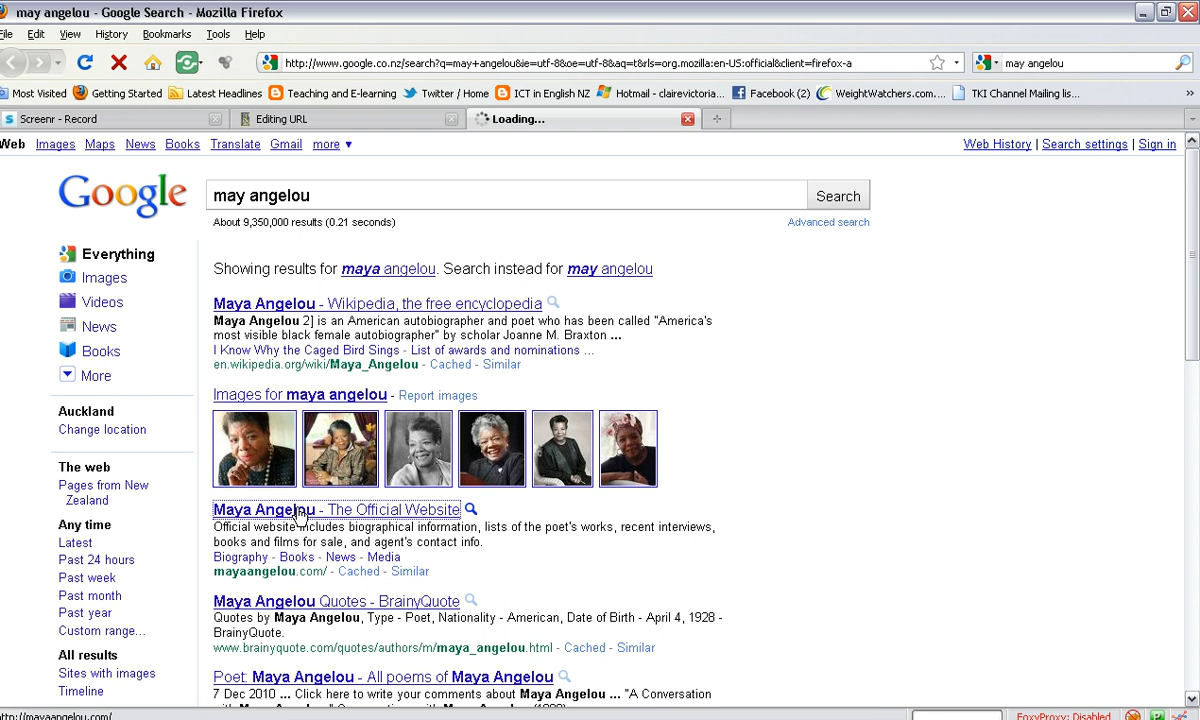 may angelou - Google Search - Mozilla Firefox
File Edit View History Bookmarks Tools Help
http://www.google.co.nz/search?q=may+angelou&ie=utf-8&oe=utf-8&aq=t&rls=org.mozilla:en-US:official&client=firefox-a may angelou
Most Visited Getting Started Latest Headlines Teaching and E-learning Twitter / Home ICT in English NZ Hotmail - clairevictoria... Facebook (2) WeightWatchers.com.... TKI Channel Mailing lis... »
Screenr - Record Editing URL Loading...
Web Images Maps News Books Translate Gmail more ▼ Web History | Search settings | Sign in
Google may angelou Search
About 9,350,000 results (0.21 seconds) Advanced search
Everything
Images
Videos
News
Books
More
Auckland
Change location
The web
Pages from New
Zealand
Any time
Latest
Past 24 hours
Past week
Past month
Past year
Custom range...
All results
Sites with images
Timeline
Showing results for maya angelou. Search instead for may angelou
Maya Angelou - Wikipedia, the free encyclopedia
Maya Angelou 2] is an American autobiographer and poet who has been called "America's
most visible black female autobiographer" by scholar Joanne M. Braxton ...
I Know Why the Caged Bird Sings - List of awards and nominations ...
en.wikipedia.org/wiki/Maya_Angelou - Cached - Similar
Images for maya angelou - Report images
Maya Angelou - The Official Website
Official website includes biographical information, lists of the poet's works, recent interviews,
books and films for sale, and agent's contact info.
Biography - Books - News - Media
mayaangelou.com/ - Cached - Similar
Maya Angelou Quotes - BrainyQuote
Quotes by Maya Angelou, Type - Poet, Nationality - American, Date of Birth - April 4, 1928 -
BrainyQuote.
www.brainyquote.com/quotes/authors/m/maya_angelou.html - Cached - Similar
Poet: Maya Angelou - All poems of Maya Angelou
7 Dec 2010 ... Click here to write your comments about Maya Angelou ... "A Conversation
http://mayaangelou.com/ FoxyProxy: Disabled